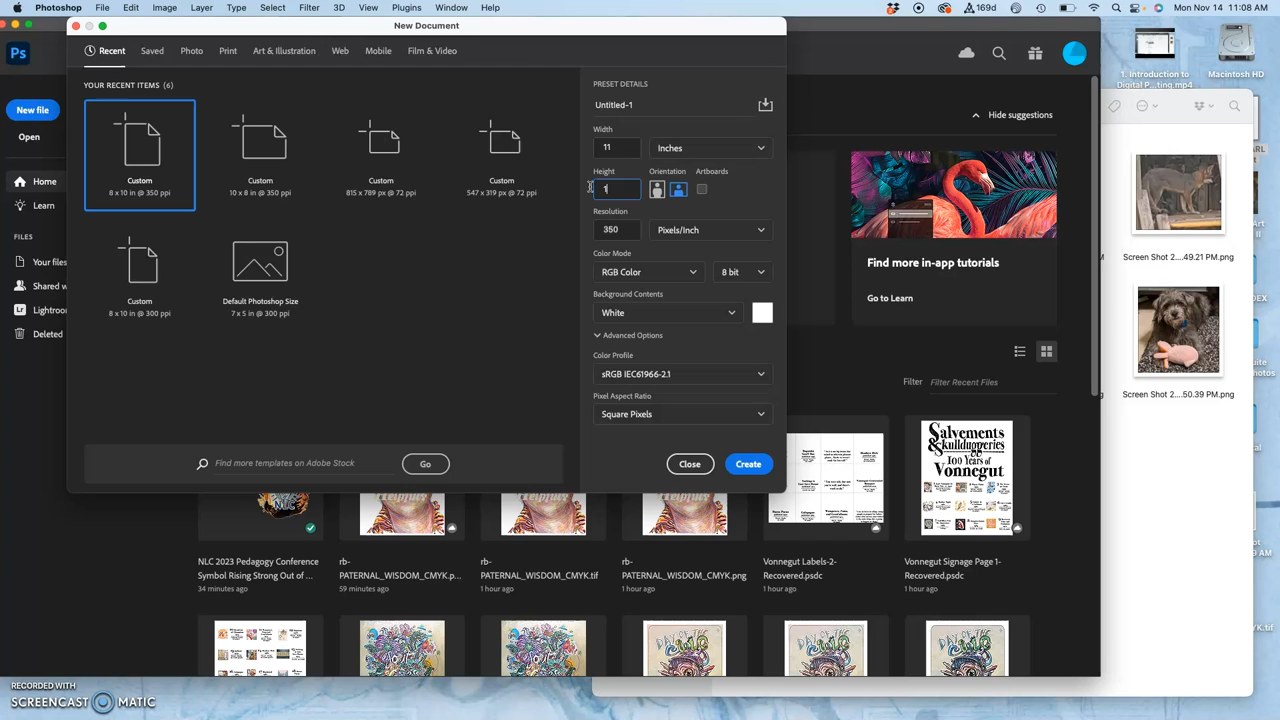 Photoshop File Edit Image Layer Type Select Filter 3D View Plugins Window Help
169d
Mon Nov 14 11:08 AM
New Document
Recent Saved Photo Print Art & Illustration Web Mobile Film & Video
Ps
New file
Open
Home
Learn
FILES
Your files
Shared w
Lightroom
Deleted
YOUR RECENT ITEMS (6)
Custom
8 x 10 in @ 350 ppi
Custom
10 x 8 in @ 350 ppi
Custom
815 x 789 px @ 72 ppi
Custom
547 x 319 px @ 72 ppi
Custom
8 x 10 in @ 300 ppi
Default Photoshop Size
7 x 5 in @ 300 ppi
Find more templates on Adobe Stock
Go
PRESET DETAILS
Untitled-1
Width
11 Inches
Height Orientation Artboards
1
Resolution
350 Pixels/Inch
Color Mode
RGB Color 8 bit
Background Contents
White
Advanced Options
Color Profile
sRGB IEC61966-2.1
Pixel Aspect Ratio
Square Pixels
Close Create
Hide suggestions
Find more in-app tutorials
Go to Learn
Filter Filter Recent Files
Salvements
& kullduggeries
100 Years of
Vonnegut
NLC 2023 Pedagogy Conference
Symbol Rising Strong Out of ...
34 minutes ago
rb-
PATERNAL_WISDOM_CMYK.p...
59 minutes ago
rb-
PATERNAL_WISDOM_CMYK.tif
1 hour ago
rb-
PATERNAL_WISDOM_CMYK.png
1 hour ago
Vonnegut Labels-2-
Recovered.psdc
1 hour ago
Vonnegut Signage Page 1-
Recovered.psdc
1 hour ago
1. Introduction to
Digital P...ting.mp4
Macintosh HD
Screen Shot 2....49.21 PM.png
Screen Shot 2....50.39 PM.png
RECORDED WITH
SCREENCAST MATIC